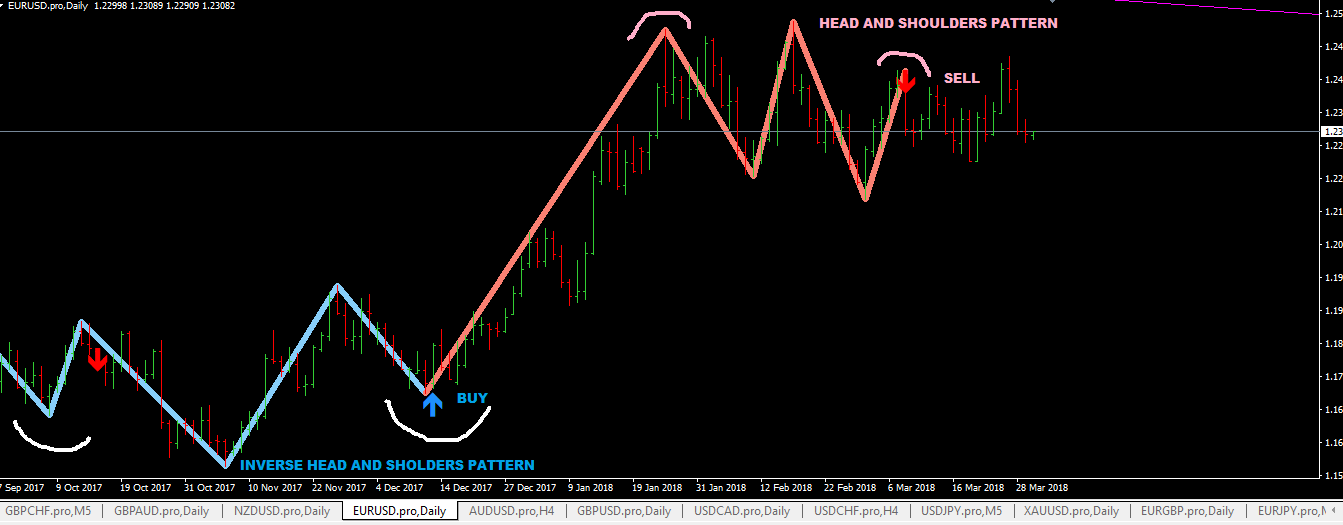 EURUSD.pro,Daily 1.22998 1.23089 1.22909 1.23082
HEAD AND SHOULDERS PATTERN
SELL
BUY
INVERSE HEAD AND SHOLDERS PATTERN
1.25
1.24
1.24
1.23
1.23
1.22
1.22
1.21
1.20
1.19
1.19
1.18
1.17
1.16
1.16
1.15
7 Sep 2017 9 Oct 2017 19 Oct 2017 31 Oct 2017 10 Nov 2017 22 Nov 2017 4 Dec 2017 14 Dec 2017 27 Dec 2017 9 Jan 2018 19 Jan 2018 31 Jan 2018 12 Feb 2018 22 Feb 2018 6 Mar 2018 16 Mar 2018 28 Mar 2018
GBPCHF.pro,M5 GBPAUD.pro,Daily NZDUSD.pro,Daily EURUSD.pro,Daily AUDUSD.pro,H4 GBPUSD.pro,Daily USDCAD.pro,Daily USDCHF.pro,H4 USDJPY.pro,M5 XAUUSD.pro,Daily EURGBP.pro,Daily EURJPY.pro,M